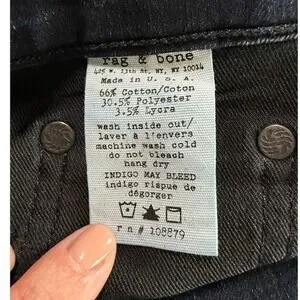 rag & bone
425 W. 13th St, NY, NY 10014
Made in U. S. A
66% Cotton/Coton
30.5% Polyester
3.5% Lycra
wash inside out/
laver à l'envers
machine wash cold
do not bleach
hang dry
INDIGO MAY BLEED
indigo risque de
dégorger
r n # 108879